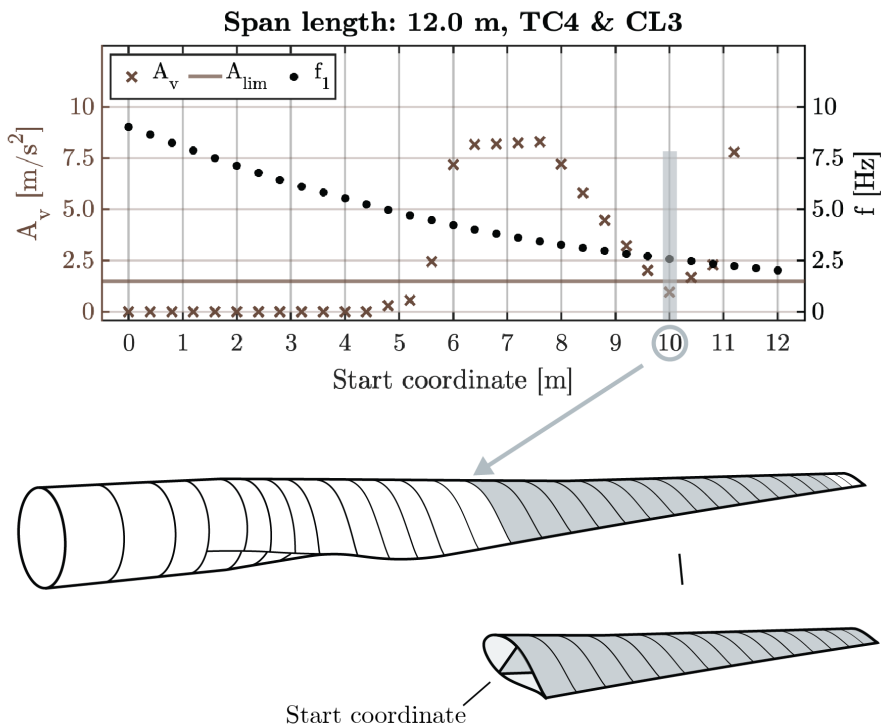 Span length: 12.0 m, TC4 & CL3
A_v A_lim f_1
10 10
7.5 7.5
5.0 5.0
2.5 2.5
0 0
A_v [m/s²]
f [Hz]
0 1 2 3 4 5 6 7 8 9 10 11 12
Start coordinate [m]
Start coordinate